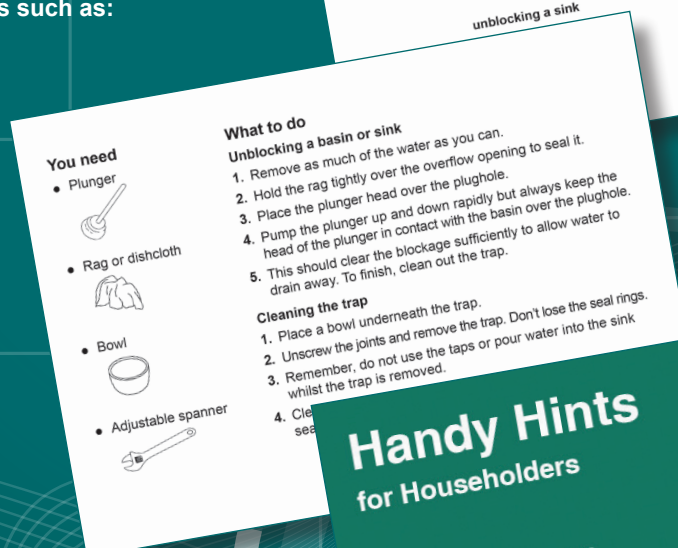 s such as:
unblocking a sink
You need
• Plunger
• Rag or dishcloth
• Bowl
• Adjustable spanner
What to do
Unblocking a basin or sink
1. Remove as much of the water as you can.
2. Hold the rag tightly over the overflow opening to seal it.
3. Place the plunger head over the plughole.
4. Pump the plunger up and down rapidly but always keep the
head of the plunger in contact with the basin over the plughole.
5. This should clear the blockage sufficiently to allow water to
drain away. To finish, clean out the trap.
Cleaning the trap
1. Place a bowl underneath the trap.
2. Unscrew the joints and remove the trap. Don't lose the seal rings.
3. Remember, do not use the taps or pour water into the sink
whilst the trap is removed.
4. Cle
sea
Handy Hints
for Householders